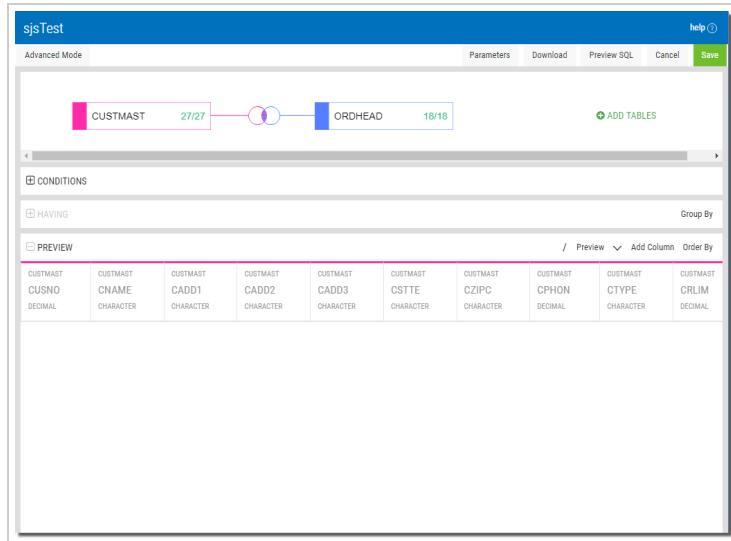 sjsTest help ?
Advanced Mode Parameters Download Preview SQL Cancel Save
CUSTMAST 27/27 ORDHEAD 18/18 ADD TABLES
CONDITIONS
HAVING Group By
PREVIEW / Preview Add Column Order By
CUSTMAST CUSTMAST CUSTMAST CUSTMAST CUSTMAST CUSTMAST CUSTMAST CUSTMAST CUSTMAST CUSTMAST
CUSNO CNAME CADD1 CADD2 CADD3 CSTTE CZIPC CPHON CTYPE CRLIM
DECIMAL CHARACTER CHARACTER CHARACTER CHARACTER CHARACTER CHARACTER DECIMAL CHARACTER DECIMAL